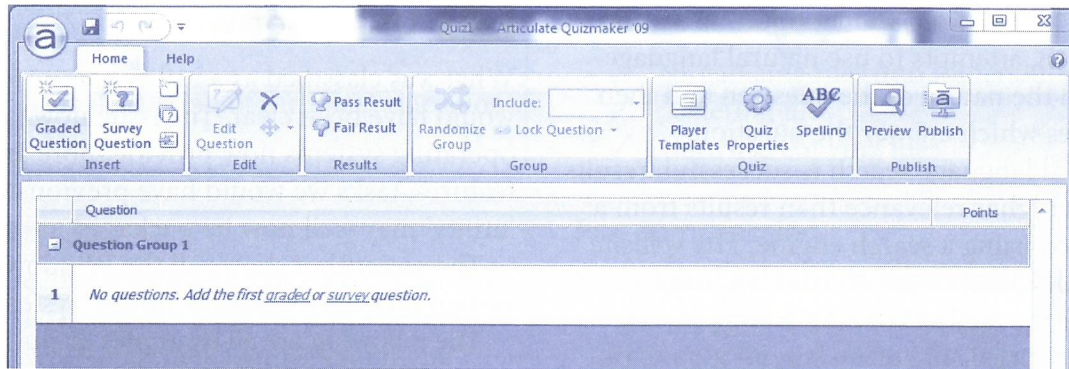 Quiz1 Articulate Quizmaker '09
Home Help
Graded Question
Survey Question
Edit Question
Pass Result
Fail Result
Randomize Group
Include:
Lock Question
Player Templates
Quiz Properties
ABC
Spelling
Preview
Publish
Insert Edit Results Group Quiz Publish
Question Points
Question Group 1
1 No questions. Add the first graded or survey question.